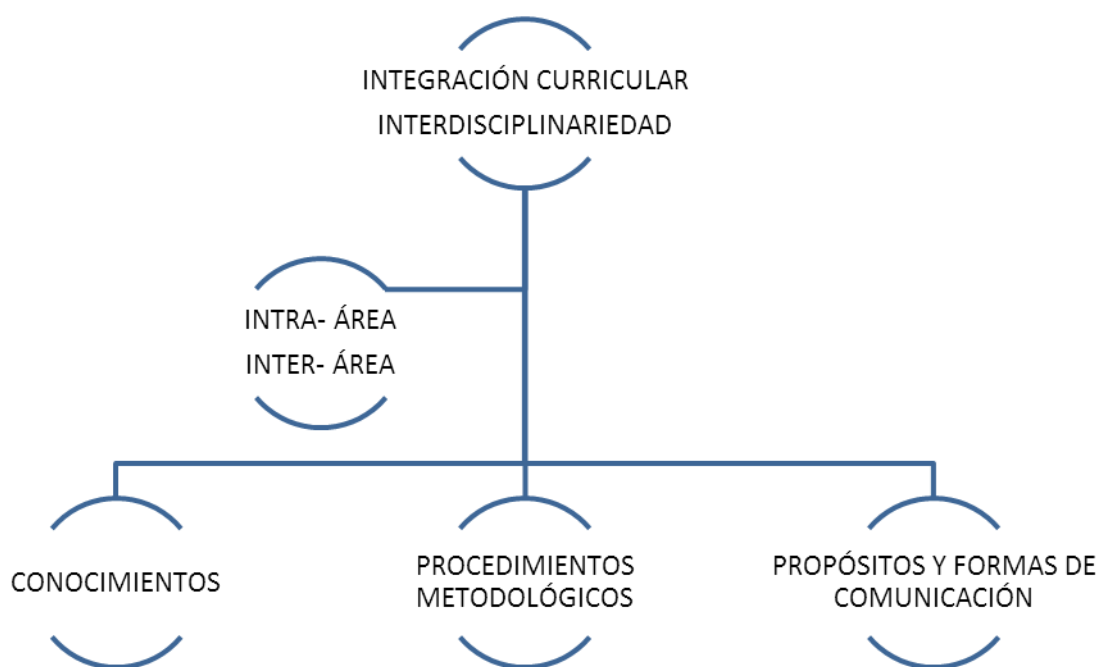 INTEGRACIÓN CURRICULAR
INTERDISCIPLINARIEDAD
INTRA- ÁREA
INTER- ÁREA
CONOCIMIENTOS
PROCEDIMIENTOS
METODOLÓGICOS
PROPÓSITOS Y FORMAS DE
COMUNICACIÓN